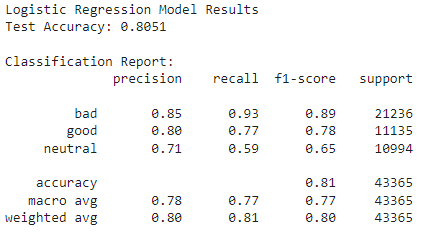 Logistic Regression Model Results
Test Accuracy: 0.8051
Classification Report:
precision recall f1-score support
bad 0.85 0.93 0.89 21236
good 0.80 0.77 0.78 11135
neutral 0.71 0.59 0.65 10994
accuracy 0.81 43365
macro avg 0.78 0.77 0.77 43365
weighted avg 0.80 0.81 0.80 43365